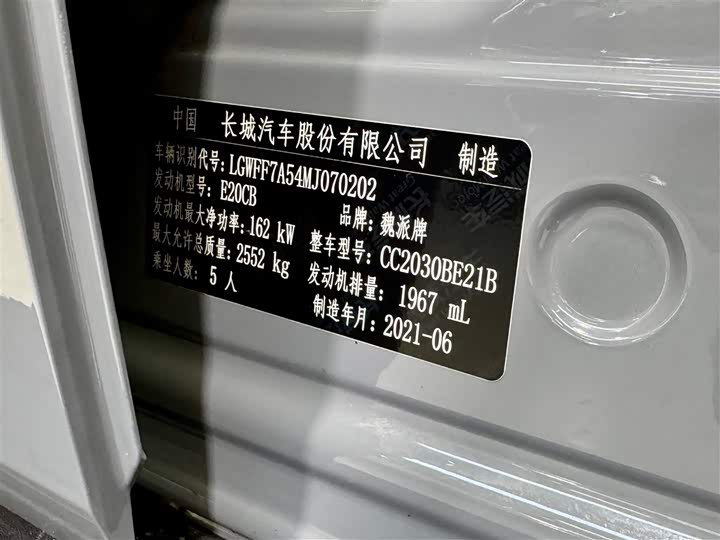 中国 长城汽车股份有限公司 制造
车辆识别代号:LGWFF7A54MJ070202
发动机型号:E20CB 品牌:魏派牌
发动机最大净功率:162 kW 整车型号:CC2030BE21B
最大允许总质量:2552 kg 发动机排量:1967 mL
乘坐人数:5 人 制造年月:2021-06